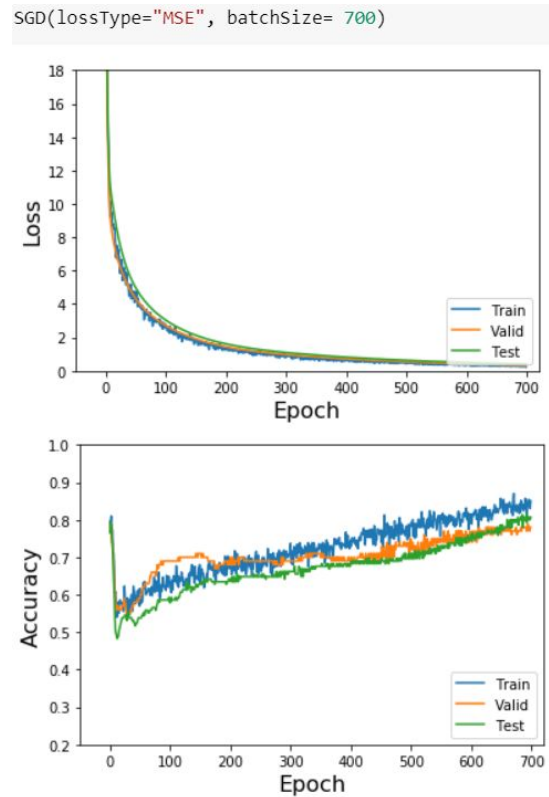 SGD(lossType="MSE", batchSize= 700)
18
16
14
12
10
8
6
4
2
0
Loss
Train
Valid
Test
0 100 200 300 400 500 600 700
Epoch
1.0
0.9
0.8
0.7
0.6
0.5
0.4
0.3
0.2
Accuracy
Train
Valid
Test
0 100 200 300 400 500 600 700
Epoch